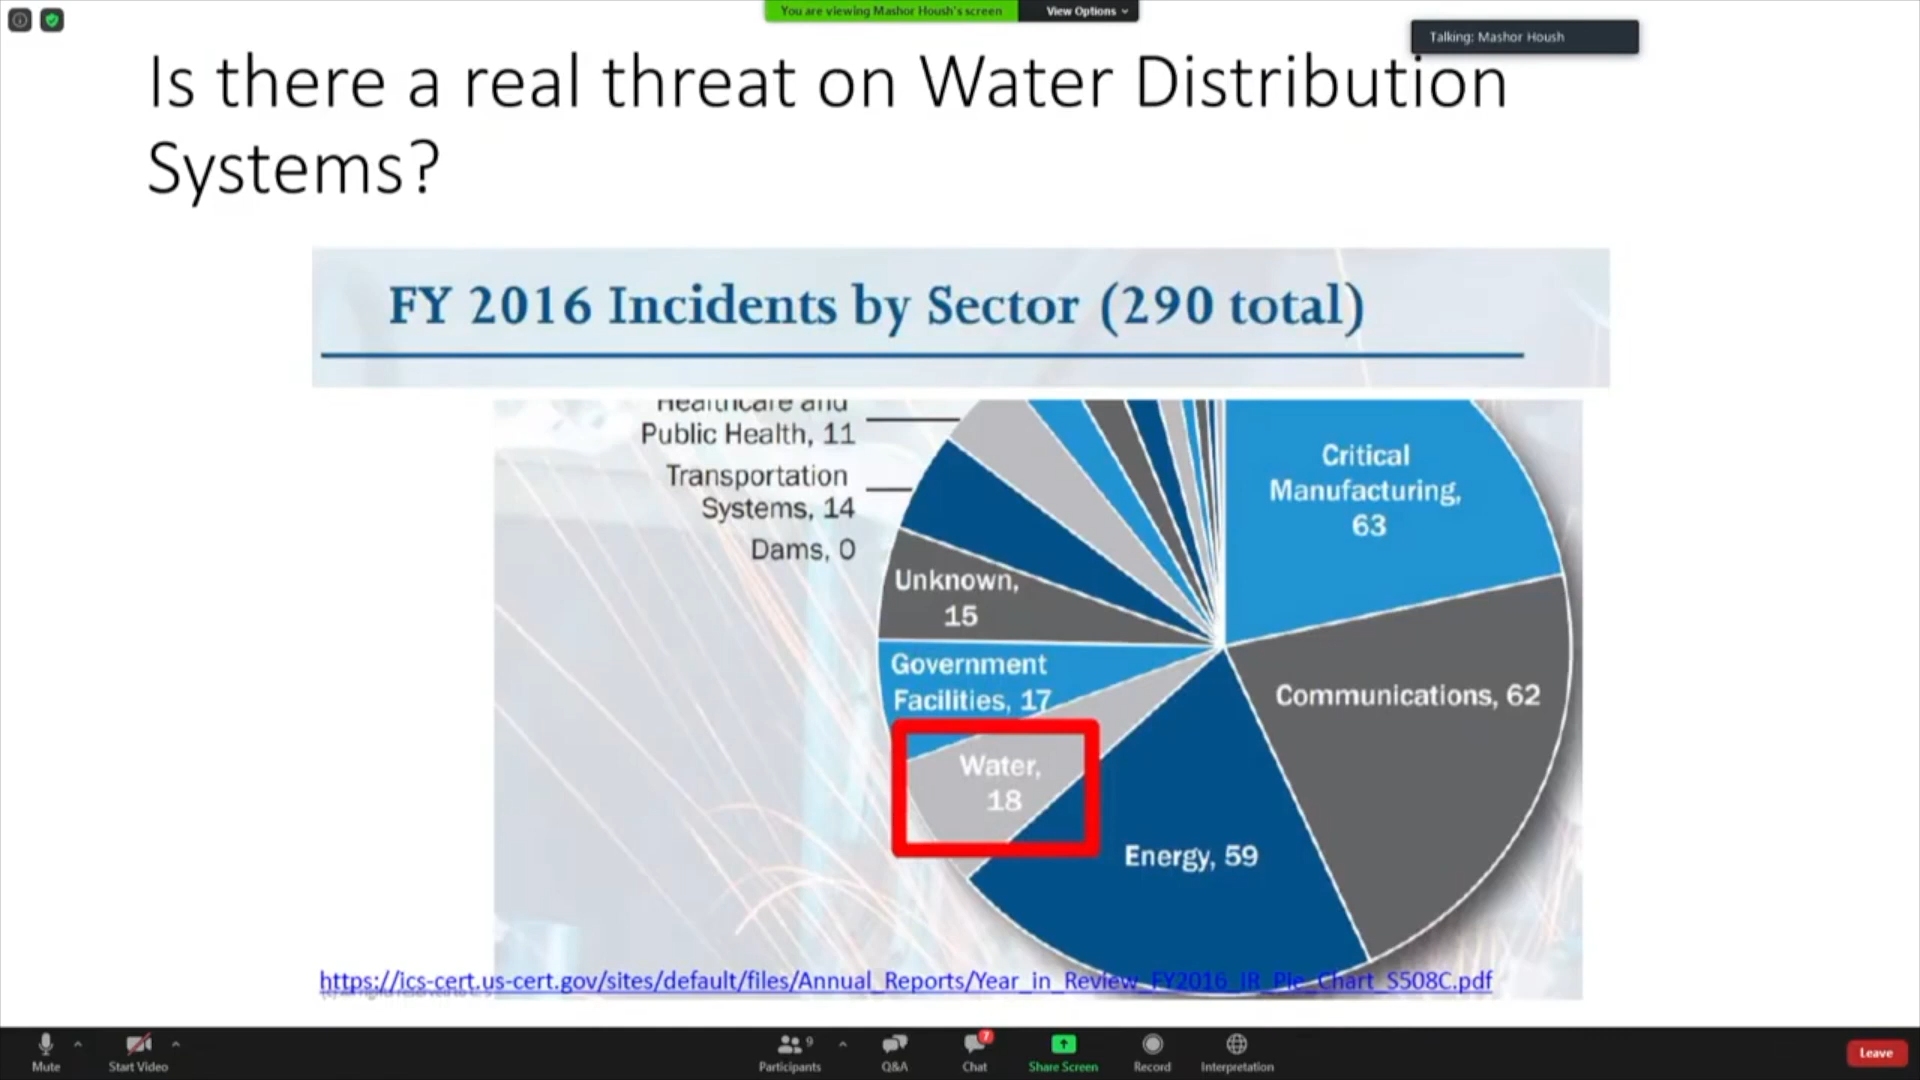 You are viewing Mashor Housh's screen
View Options
Talking: Mashor Housh
Is there a real threat on Water Distribution
Systems?
FY 2016 Incidents by Sector (290 total)
Healthcare and
Public Health, 11
Transportation
Systems, 14
Dams, 0
Critical
Manufacturing,
63
Unknown,
15
Government
Facilities, 17
Communications, 62
Water,
18
Energy, 59
https://ics-cert.us-cert.gov/sites/default/files/Annual_Reports/Year_in_Review_FY2016_IR_Pie_Chart_S508C.pdf
Mute
Start Video
9
Participants
Q&A
7
Chat
Share Screen
Record
Interpretation
Leave